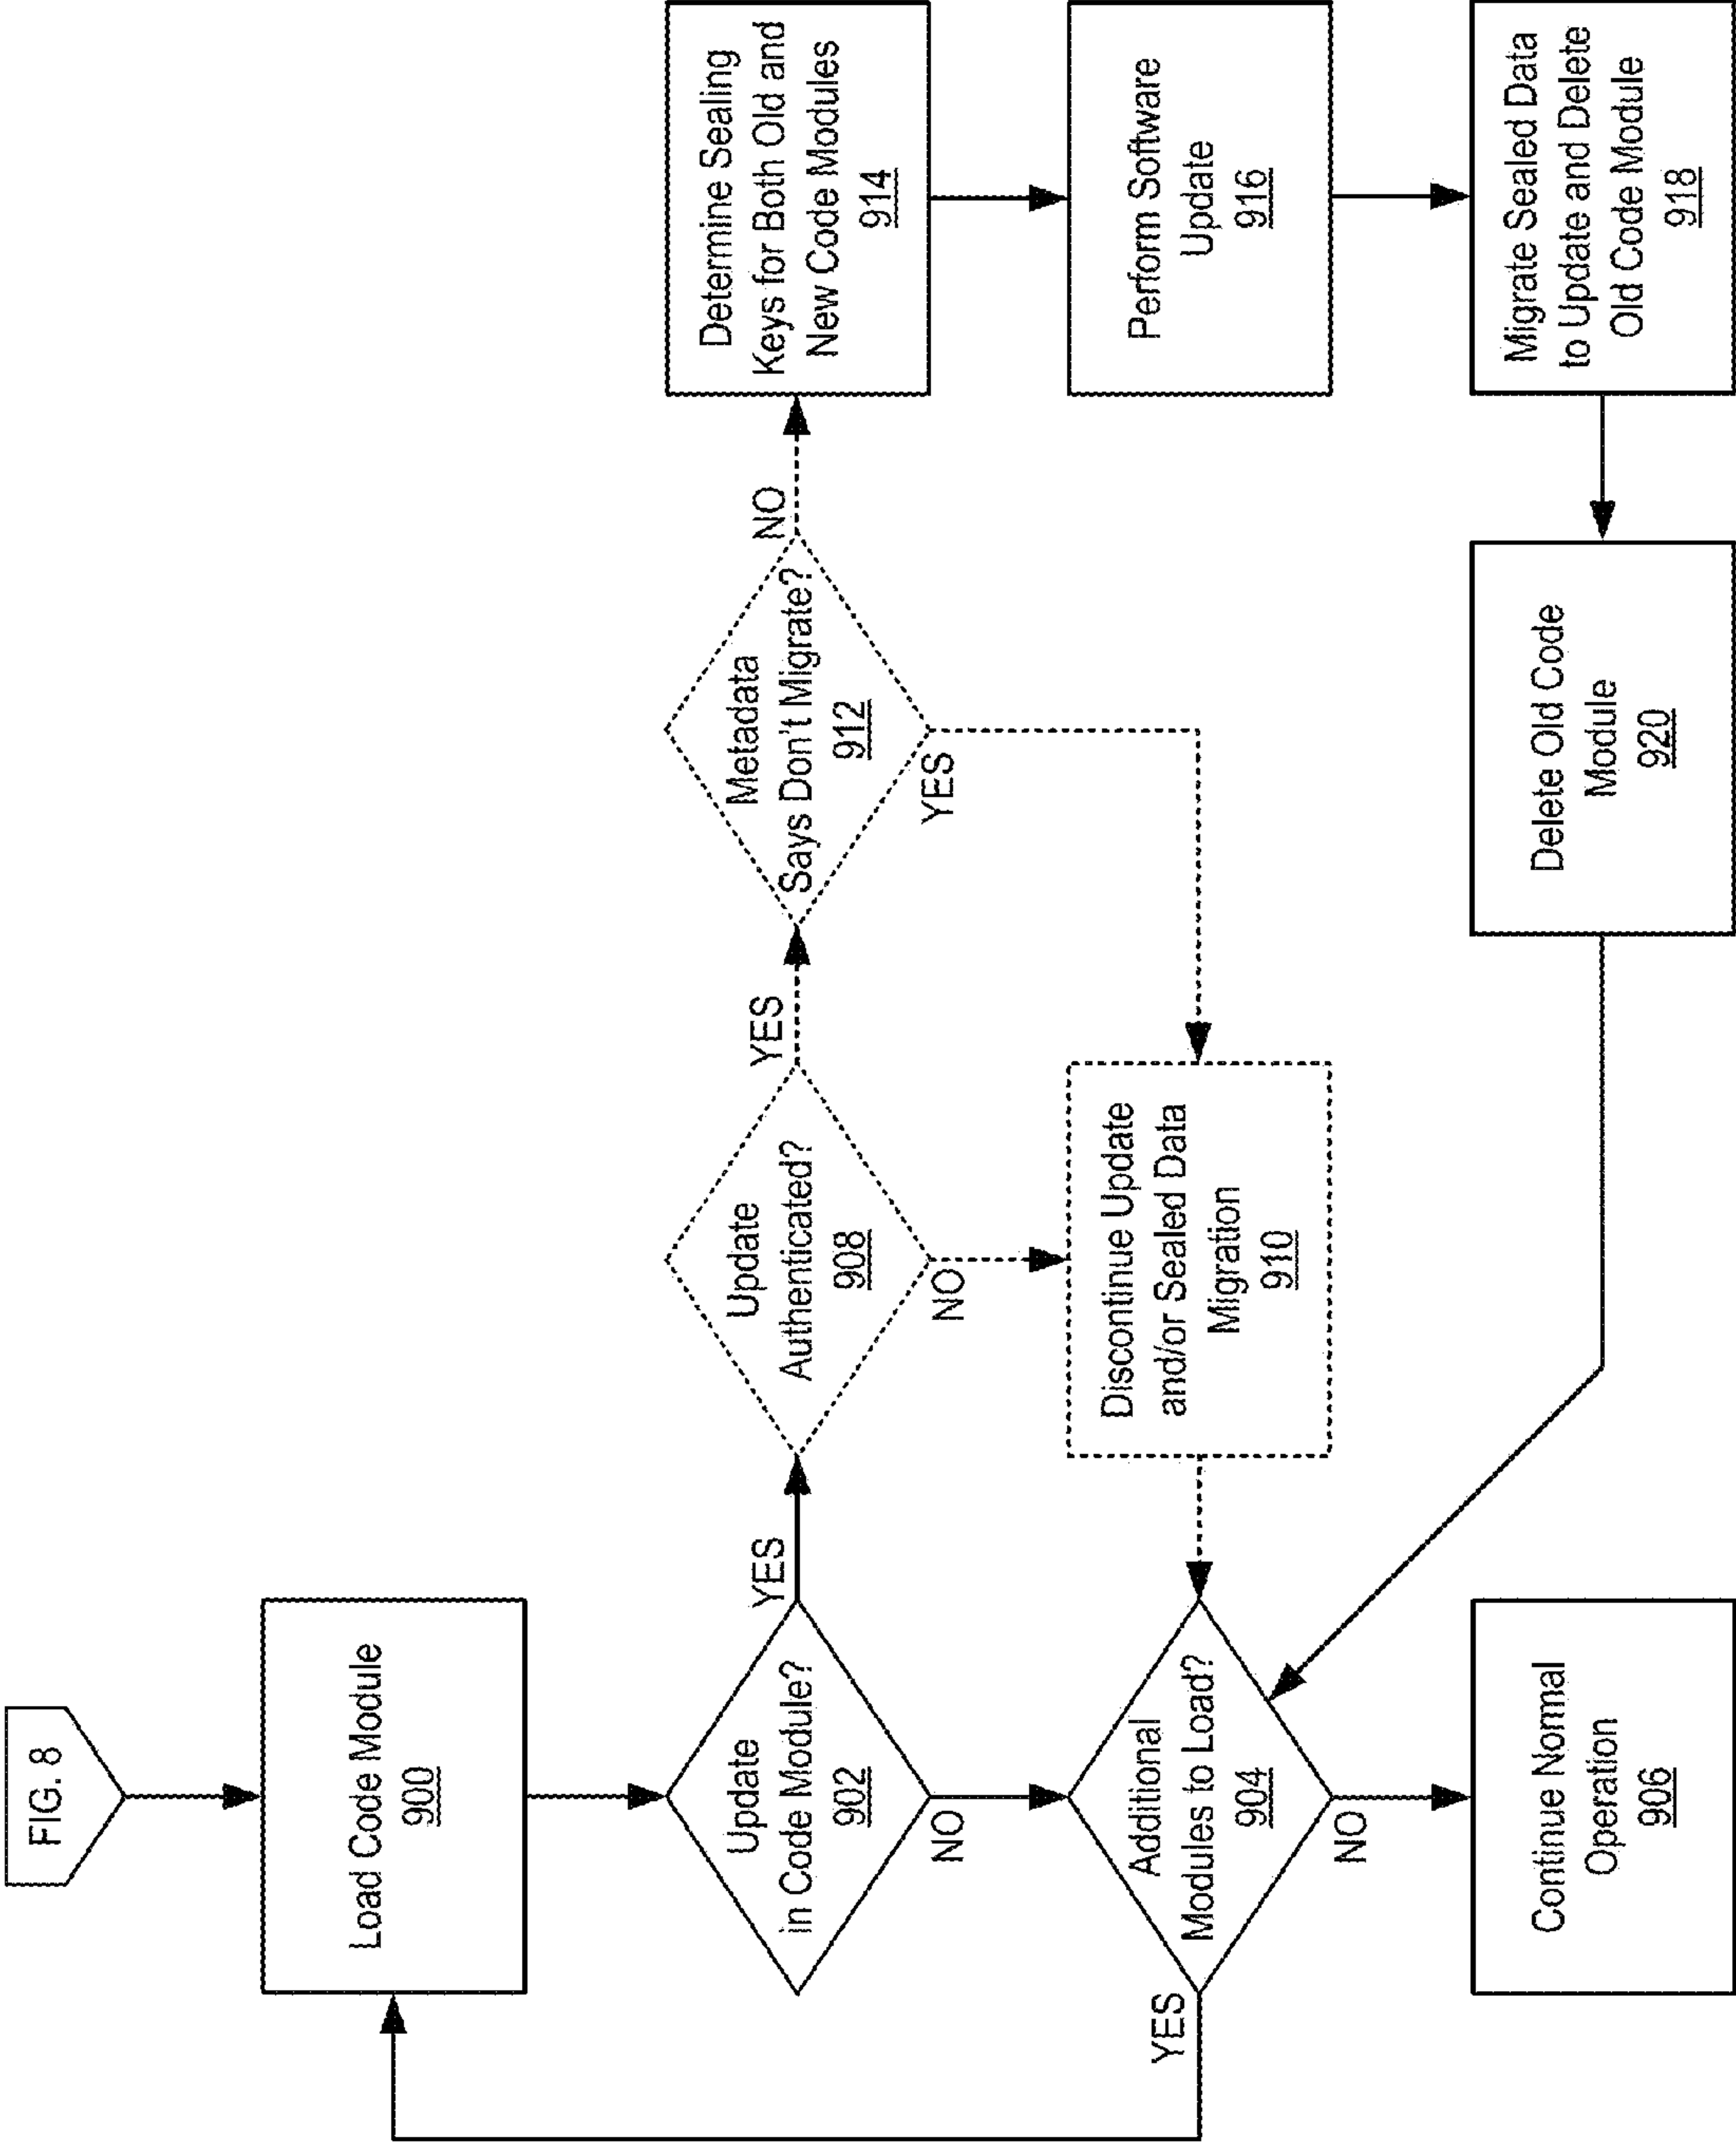 FIG. 8
Load Code Module
900
Update
in Code Module?
902
YES
NO
Additional
Modules to Load?
904
YES
NO
Continue Normal
Operation
906
Update
Authenticated?
908
YES
NO
Discontinue Update
and/or Sealed Data
Migration
910
Metadata
Says Don't Migrate?
912
NO
YES
Determine Sealing
Keys for Both Old and
New Code Modules
914
Perform Software
Update
916
Migrate Sealed Data
to Update and Delete
Old Code Module
918
Delete Old Code
Module
920